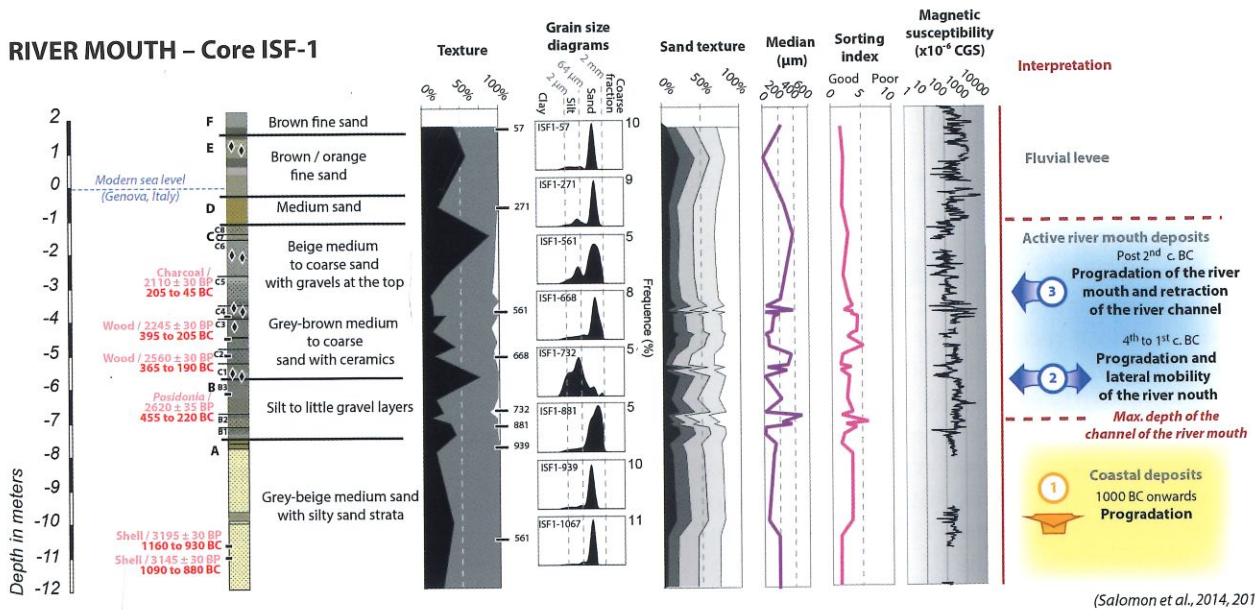 RIVER MOUTH – Core ISF-1
Texture
Grain size
diagrams
Sand texture
Median
(μm)
Sorting
index
Magnetic
susceptibility
(x10⁻⁶ CGS)
Interpretation
0%
50%
100%
2 μm
64 μm
2 mm
Clay
Silt
Sand
Coarse
fraction
0%
50%
100%
0
200
400
600
Good Poor
0
5
10
1
10
100
1000
10000
Depth in meters
2
1
0
-1
-2
-3
-4
-5
-6
-7
-8
-9
-10
-11
-12
Modern sea level
(Genova, Italy)
Charcoal /
2110 ± 30 BP
205 to 45 BC
Wood / 2245 ± 30 BP
395 to 205 BC
Wood / 2560 ± 30 BP
365 to 190 BC
Posidonia /
2620 ± 35 BP
455 to 220 BC
Shell / 3195 ± 30 BP
1160 to 930 BC
Shell / 3145 ± 30 BP
1090 to 880 BC
F
E
D
C
C8
C6
C5
C4
C3
C2
C1
B
B3
B2
B1
A
Brown fine sand
Brown / orange
fine sand
Medium sand
Beige medium
to coarse sand
with gravels at the top
Grey-brown medium
to coarse
sand with ceramics
Silt to little gravel layers
Grey-beige medium sand
with silty sand strata
57
271
561
668
732
881
939
561
ISF1-57
ISF1-271
ISF1-561
ISF1-668
ISF1-732
ISF1-881
ISF1-939
ISF1-1067
10
9
5
8
5
5
10
11
Frequense (%)
Fluvial levee
Active river mouth deposits
Post 2nd c. BC
3
Progradation of the river
mouth and retraction
of the river channel
4th to 1st c. BC
2
Progradation and
lateral mobility
of the river nouth
Max. depth of the
channel of the river mouth
1
Coastal deposits
1000 BC onwards
Progradation
(Salomon et al., 2014, 201